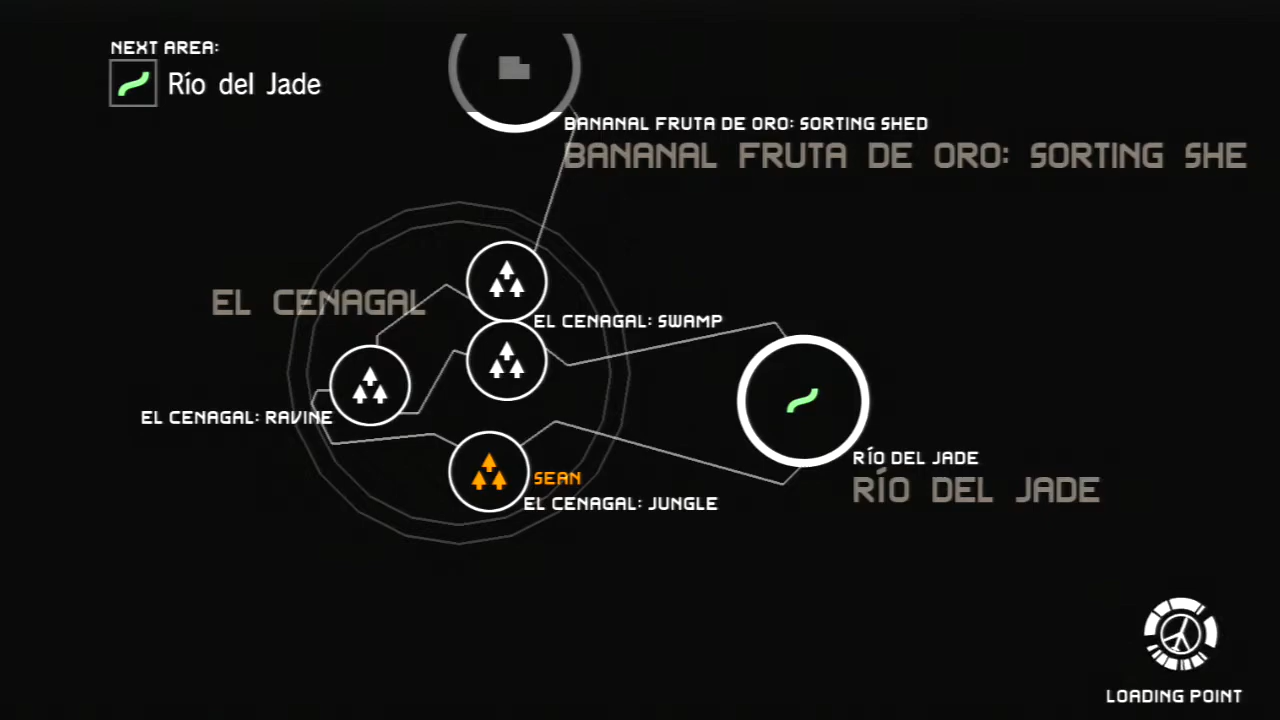 NEXT AREA:
Río del Jade
BANANAL FRUTA DE ORO: SORTING SHED
BANANAL FRUTA DE ORO: SORTING SHE
EL CENAGAL
EL CENAGAL: SWAMP
EL CENAGAL: RAVINE
RÍO DEL JADE
SEAN
RÍO DEL JADE
EL CENAGAL: JUNGLE
LOADING POINT